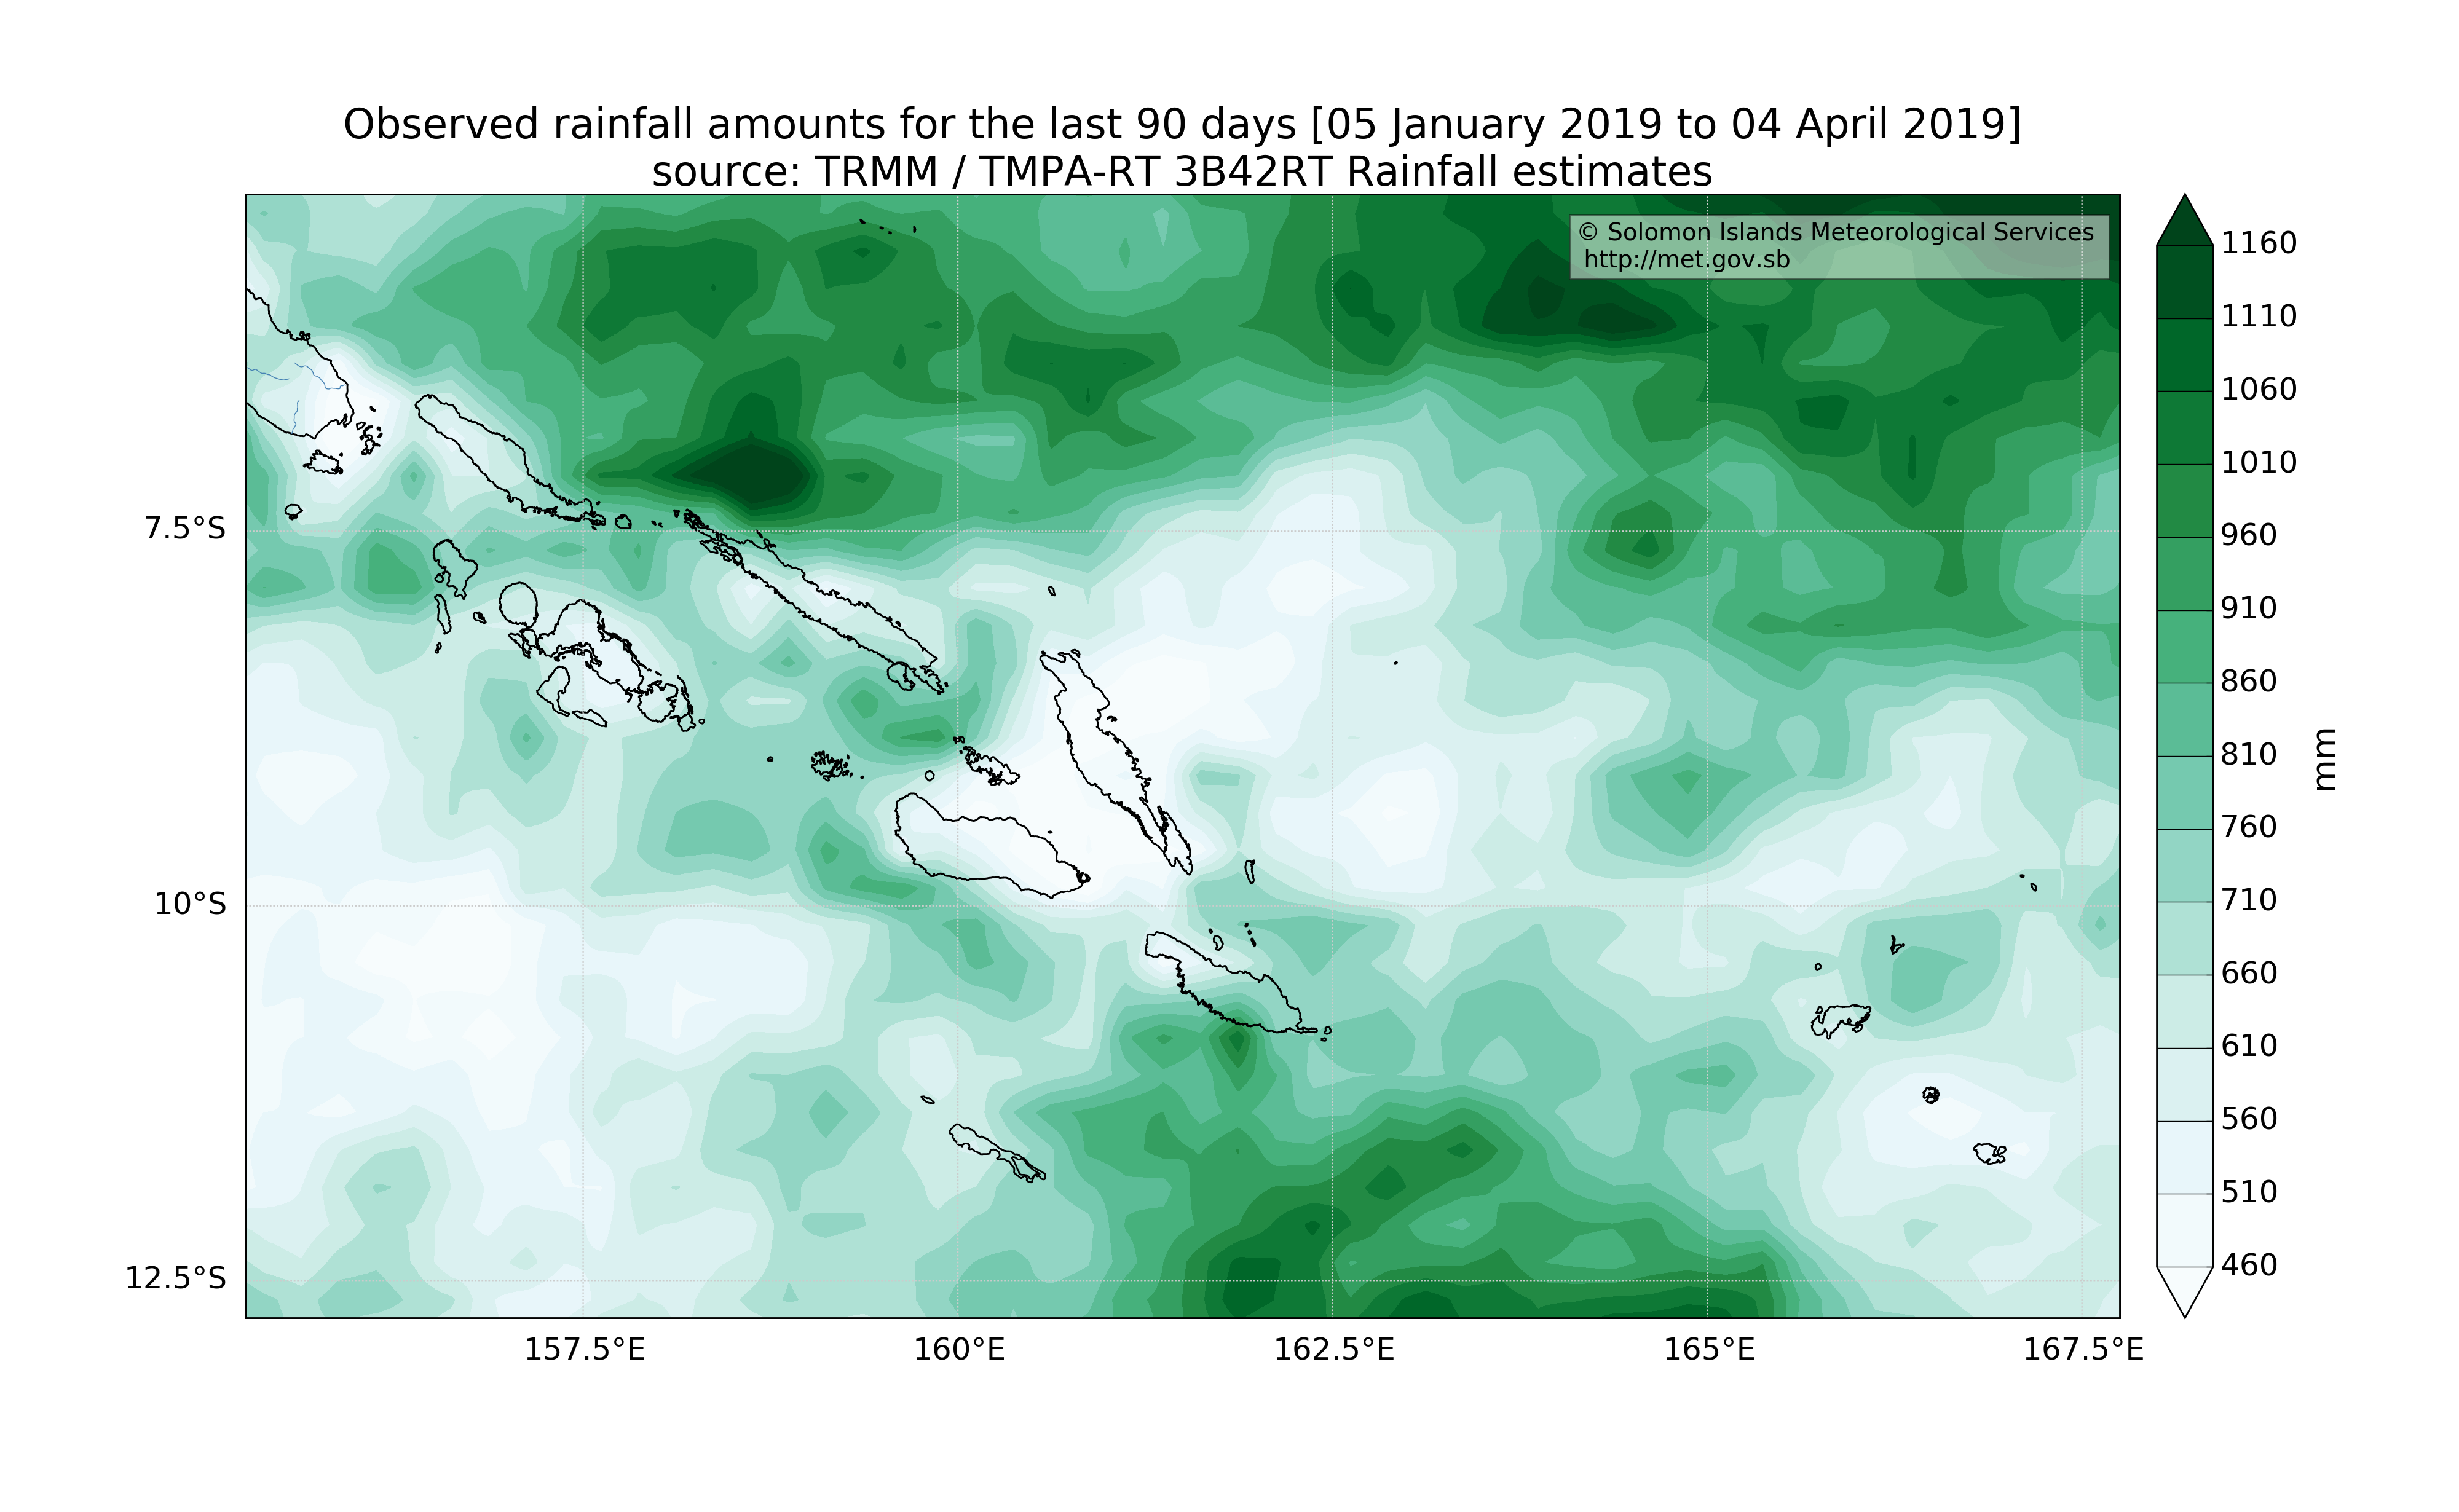 Observed rainfall amounts for the last 90 days [05 January 2019 to 04 April 2019]
source: TRMM / TMPA-RT 3B42RT Rainfall estimates
© Solomon Islands Meteorological Services
http://met.gov.sb
7.5°S
10°S
12.5°S
157.5°E
160°E
162.5°E
165°E
167.5°E
1160
1110
1060
1010
960
910
860
810
760
710
660
610
560
510
460
mm